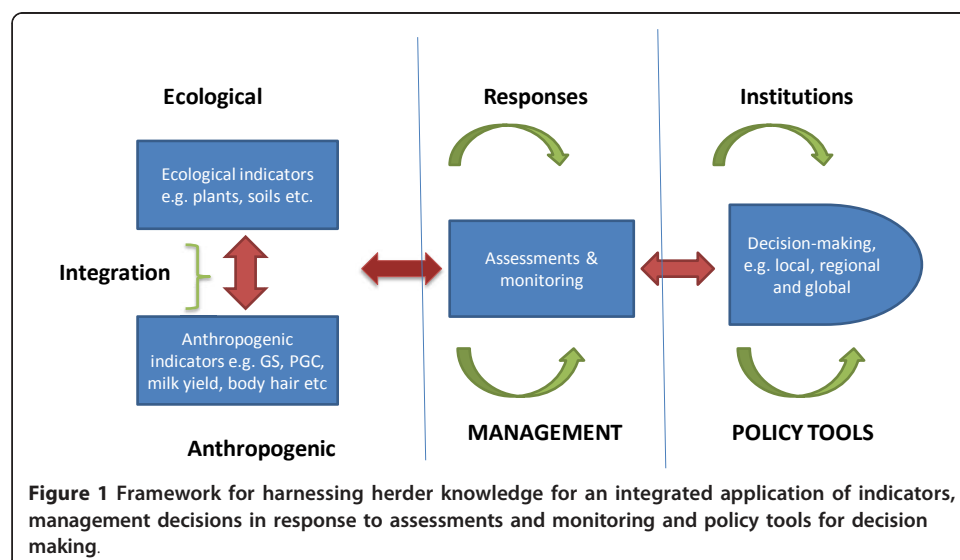 Ecological
Ecological indicators
e.g. plants, soils etc.
Integration
Anthropogenic
indicators e.g. GS, PGC,
milk yield, body hair etc
Anthropogenic
Responses
Assessments &
monitoring
MANAGEMENT
Institutions
Decision-making,
e.g. local, regional
and global
POLICY TOOLS
Figure 1 Framework for harnessing herder knowledge for an integrated application of indicators,
management decisions in response to assessments and monitoring and policy tools for decision
making.